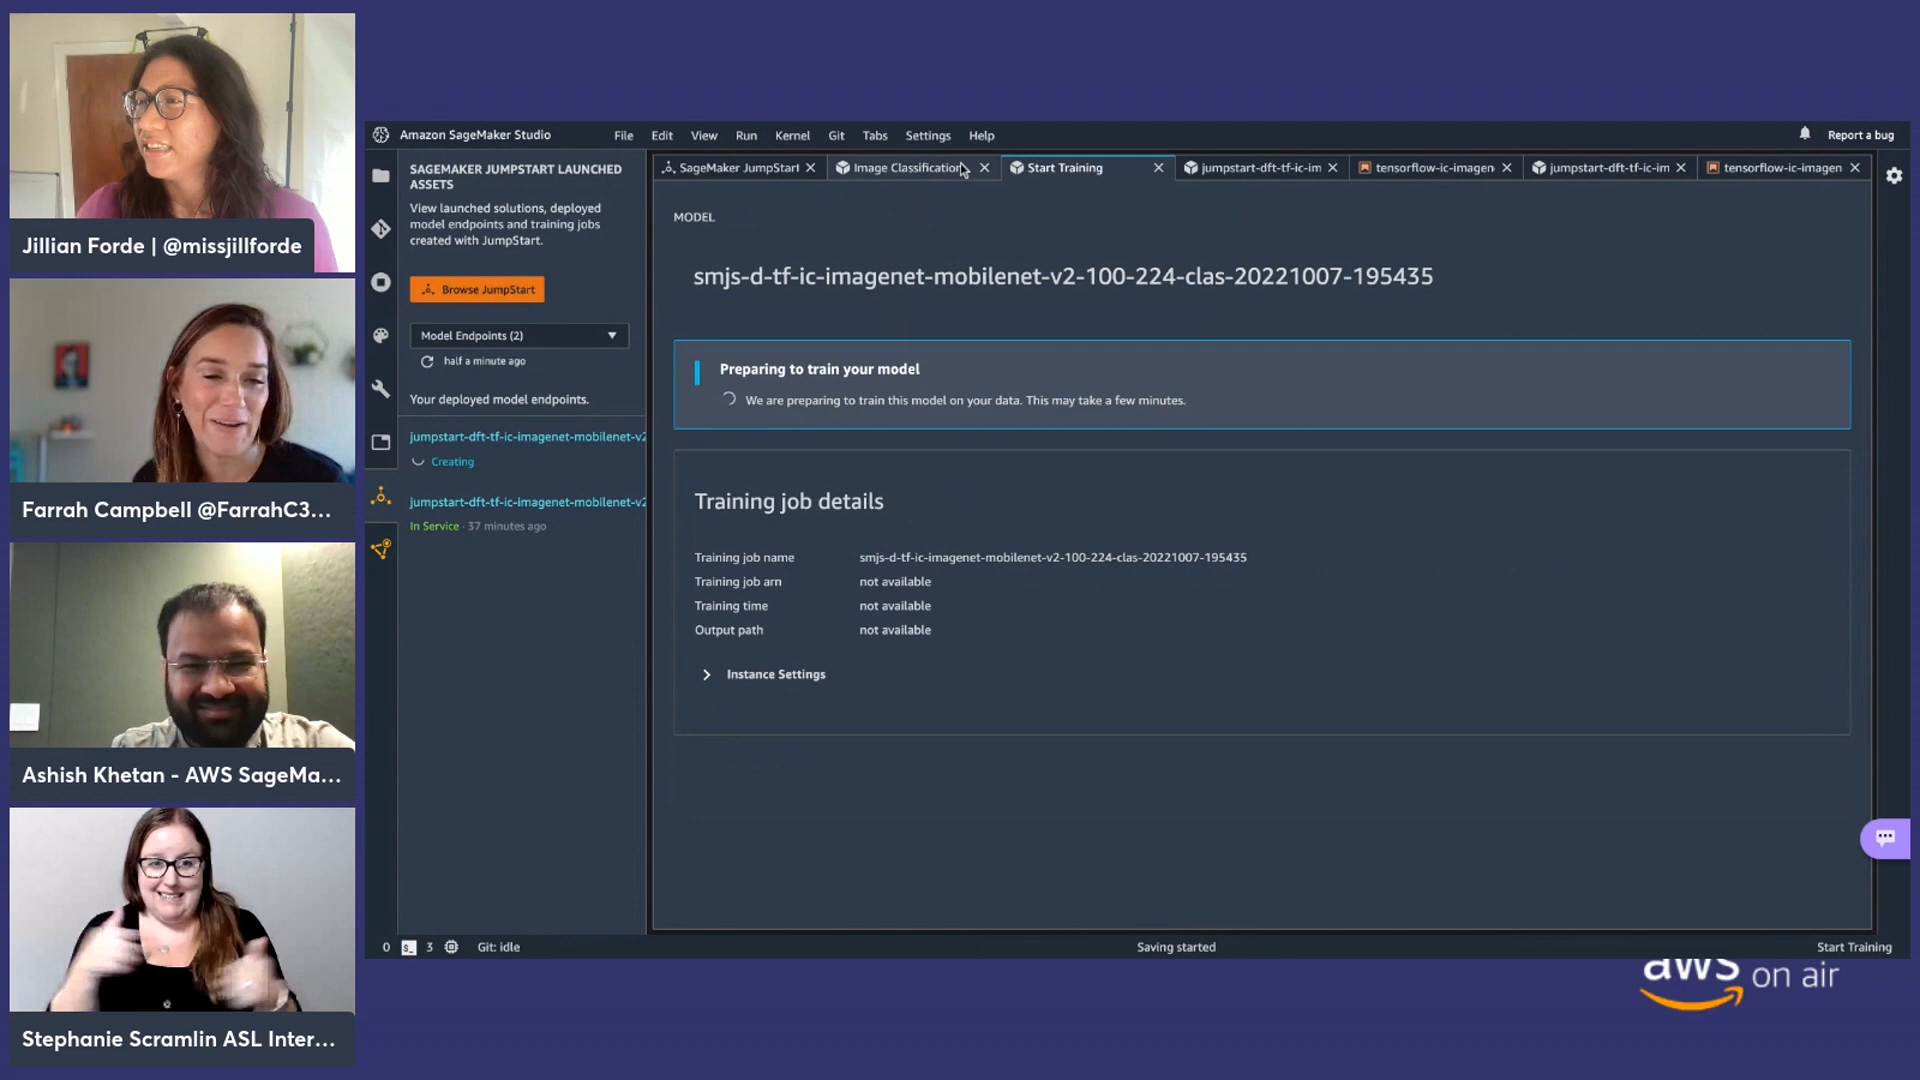 Jillian Forde | @missjillforde
Farrah Campbell @FarrahC3...
Ashish Khetan - AWS SageMa...
Stephanie Scramlin ASL Inter...
Amazon SageMaker Studio
File Edit View Run Kernel Git Tabs Settings Help
Report a bug
SAGEMAKER JUMPSTART LAUNCHED
ASSETS
View launched solutions, deployed
model endpoints and training jobs
created with JumpStart.
Browse JumpStart
Model Endpoints (2)
half a minute ago
Your deployed model endpoints.
jumpstart-dft-tf-ic-imagenet-mobilenet-v2
Creating
jumpstart-dft-tf-ic-imagenet-mobilenet-v2
In Service · 37 minutes ago
SageMaker JumpStart
Image Classification
Start Training
jumpstart-dft-tf-ic-im
tensorflow-ic-imagen
jumpstart-dft-tf-ic-im
tensorflow-ic-imagen
MODEL
smjs-d-tf-ic-imagenet-mobilenet-v2-100-224-clas-20221007-195435
Preparing to train your model
We are preparing to train this model on your data. This may take a few minutes.
Training job details
Training job name smjs-d-tf-ic-imagenet-mobilenet-v2-100-224-clas-20221007-195435
Training job arn not available
Training time not available
Output path not available
Instance Settings
0 $_ 3 Git: idle
Saving started
Start Training
aws on air